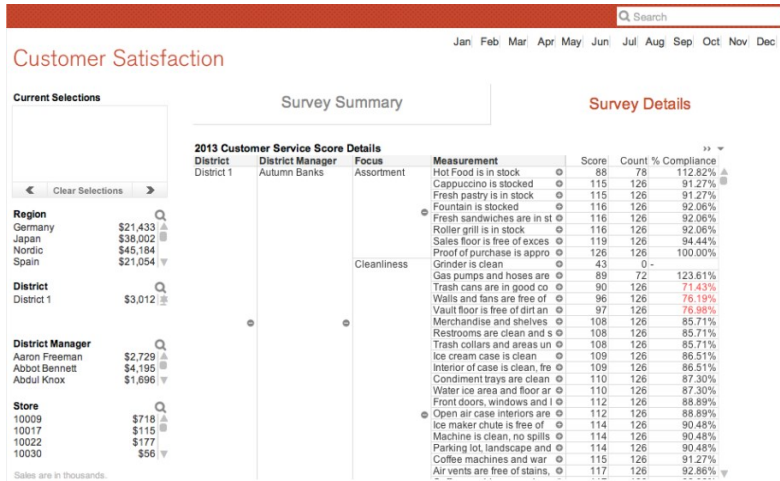 Search
Jan Feb Mar Apr May Jun Jul Aug Sep Oct Nov Dec
Customer Satisfaction
Current Selections
Clear Selections
Survey Summary
Survey Details
Region
Germany $21,433
Japan $38,002
Nordic $45,184
Spain $21,054
District
District 1 $3,012
District Manager
Aaron Freeman $2,729
Abbot Bennett $4,195
Abdul Knox $1,696
Store
10009 $718
10017 $115
10022 $177
10030 $56
Sales are in thousands.
2013 Customer Service Score Details
District District Manager Focus Measurement Score Count % Compliance
District 1 Autumn Banks Assortment Hot Food is in stock 88 78 112.82%
Cappuccino is stocked 115 126 91.27%
Fresh pastry is in stock 115 126 91.27%
Fountain is stocked 116 126 92.06%
Fresh sandwiches are in st 116 126 92.06%
Roller grill is in stock 116 126 92.06%
Sales floor is free of exces 119 126 94.44%
Proof of purchase is appro 126 126 100.00%
Cleanliness Grinder is clean 43 0 -
Gas pumps and hoses are 89 72 123.61%
Trash cans are in good co 90 126 71.43%
Walls and fans are free of 96 126 76.19%
Vault floor is free of dirt an 97 126 76.98%
Merchandise and shelves 108 126 85.71%
Restrooms are clean and s 108 126 85.71%
Trash collars and areas un 108 126 85.71%
Ice cream case is clean 109 126 86.51%
Interior of case is clean, fre 109 126 86.51%
Condiment trays are clean 110 126 87.30%
Water ice area and floor ar 110 126 87.30%
Front doors, windows and l 112 126 88.89%
Open air case interiors are 112 126 88.89%
Ice maker chute is free of 114 126 90.48%
Machine is clean, no spills 114 126 90.48%
Parking lot, landscape and 114 126 90.48%
Coffee machines and war 115 126 91.27%
Air vents are free of stains, 117 126 92.86%